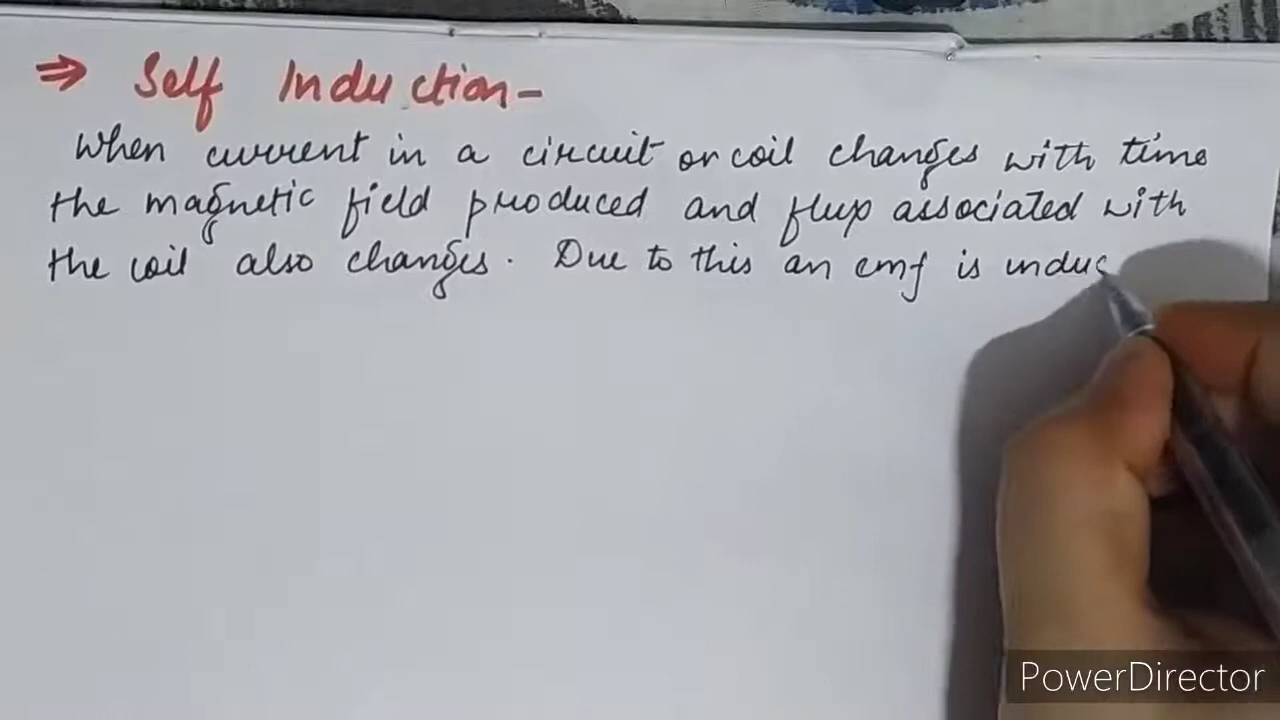 ⇒ Self Induction-
When current in a circuit or coil changes with time
the magnetic field produced and flux associated with
the coil also changes. Due to this an emf is induc
PowerDirector